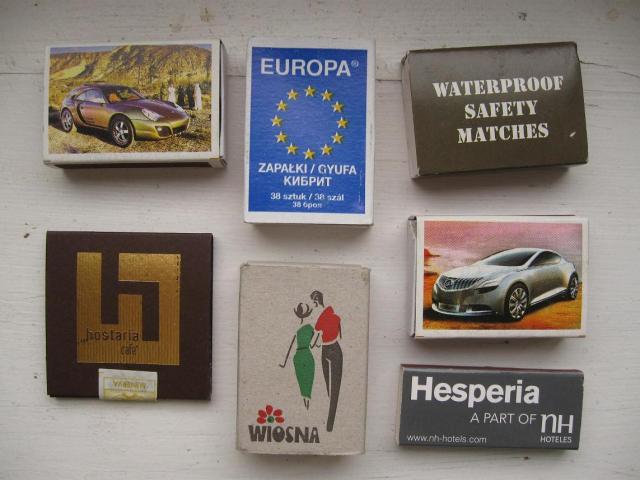 EUROPA®
ZAPAŁKI / GYUFA
КИБРИТ
38 sztuk / 38 szál
38 броя
WATERPROOF
SAFETY
MATCHES
h
hostaria
cafe
WIOSNA
Hesperia
A PART OF nH
HOTELES
www.nh-hotels.com